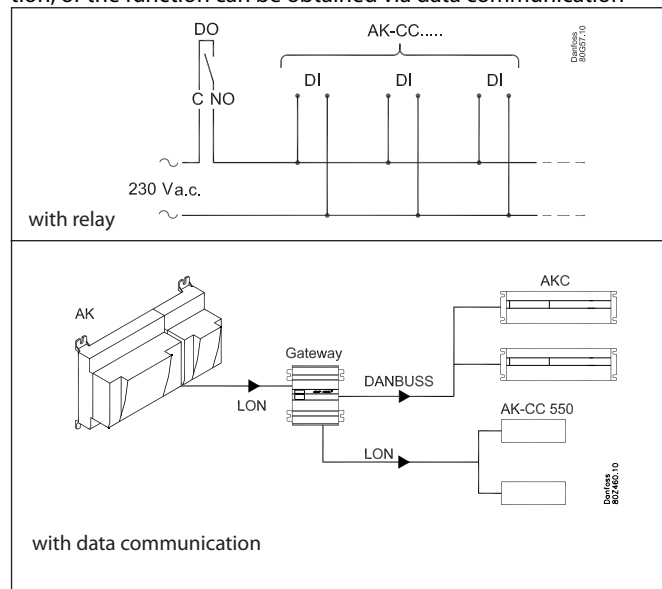 tion, or the function can be obtained via data communication
DO
AK-CC.....
Danfoss
80G57.10
DI
DI
DI
C NO
230 Va.c.
with relay
AK
AKC
Gateway
DANBUSS
LON
AK-CC 550
LON
Danfoss
80Z460.10
with data communication